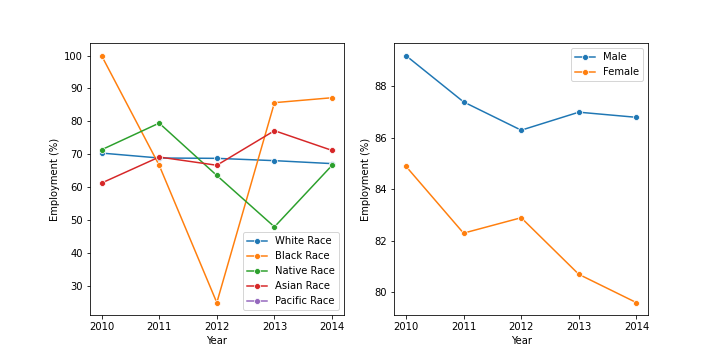 100
90
80
70
60
50
40
30
Employment (%)
2010 2011 2012 2013 2014
Year
White Race
Black Race
Native Race
Asian Race
Pacific Race
88
86
84
82
80
Employment (%)
2010 2011 2012 2013 2014
Year
Male
Female